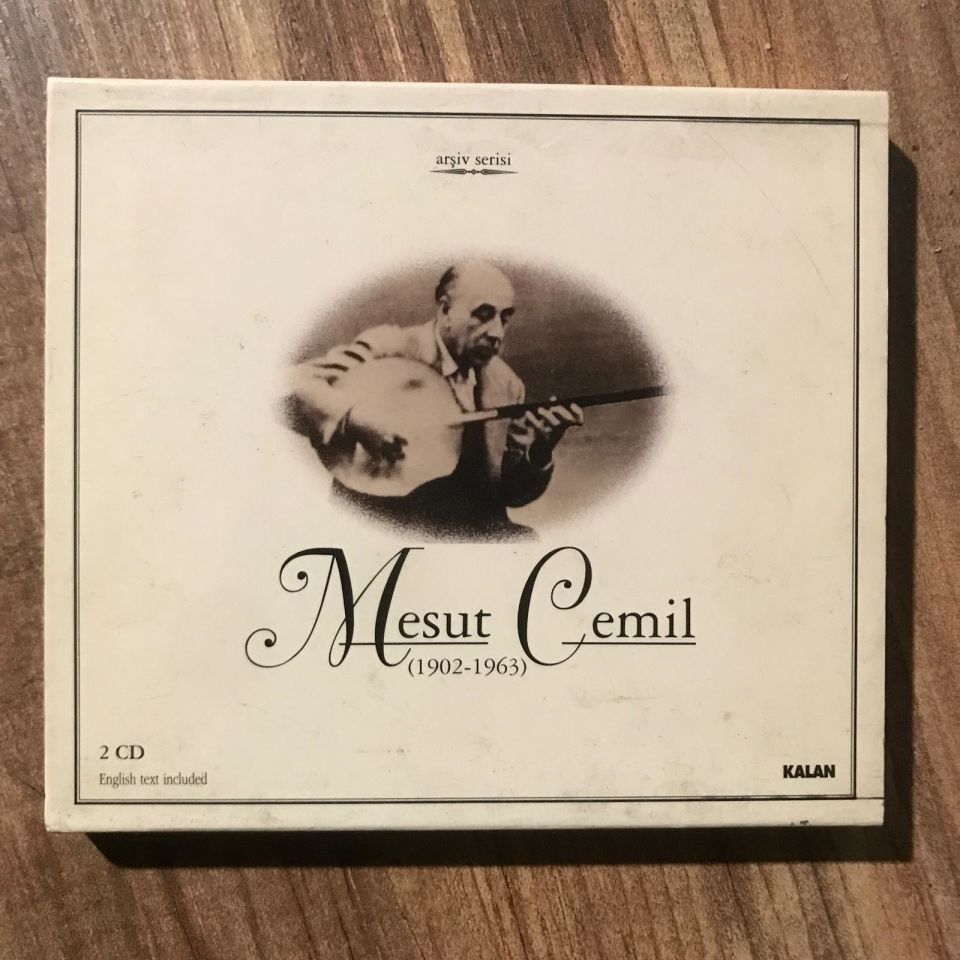 arşiv serisi
Mesut Cemil
(1902-1963)
2 CD
English text included
KALAN